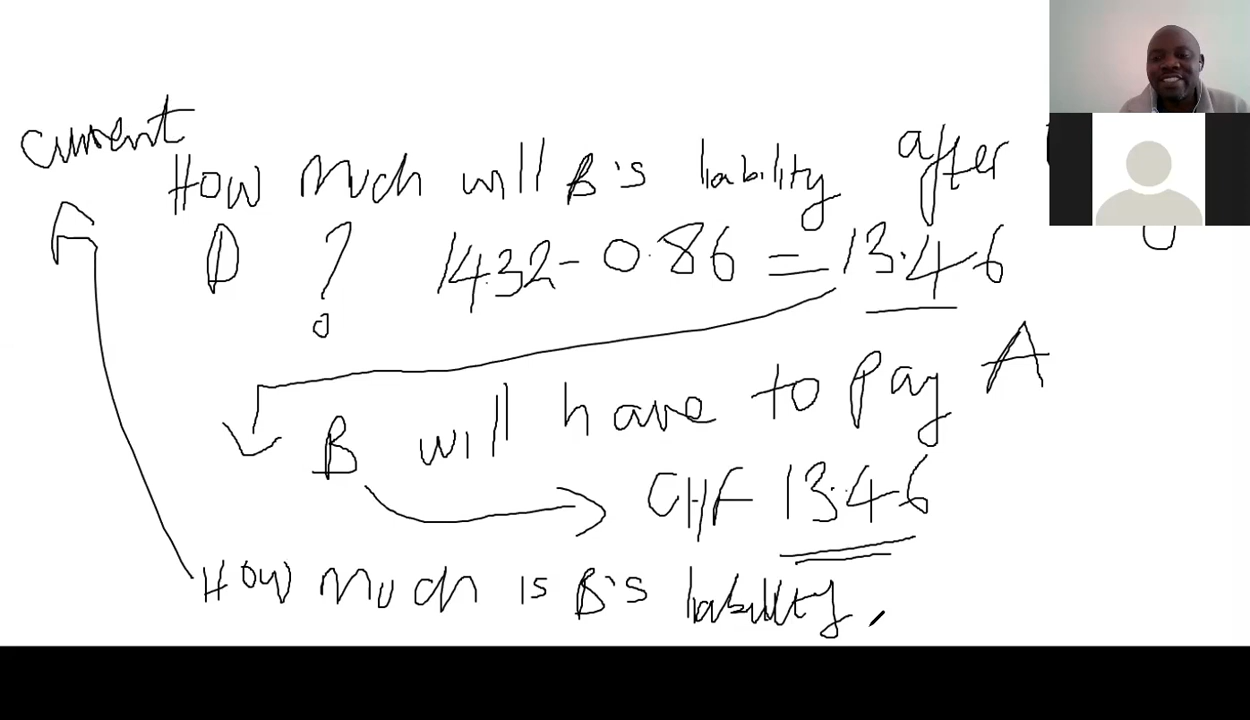 current
How much will B's liability after
D ? 14.32 - 0.86 = 13.46
B will have to pay A
CHF 13.46
How much is B's liability